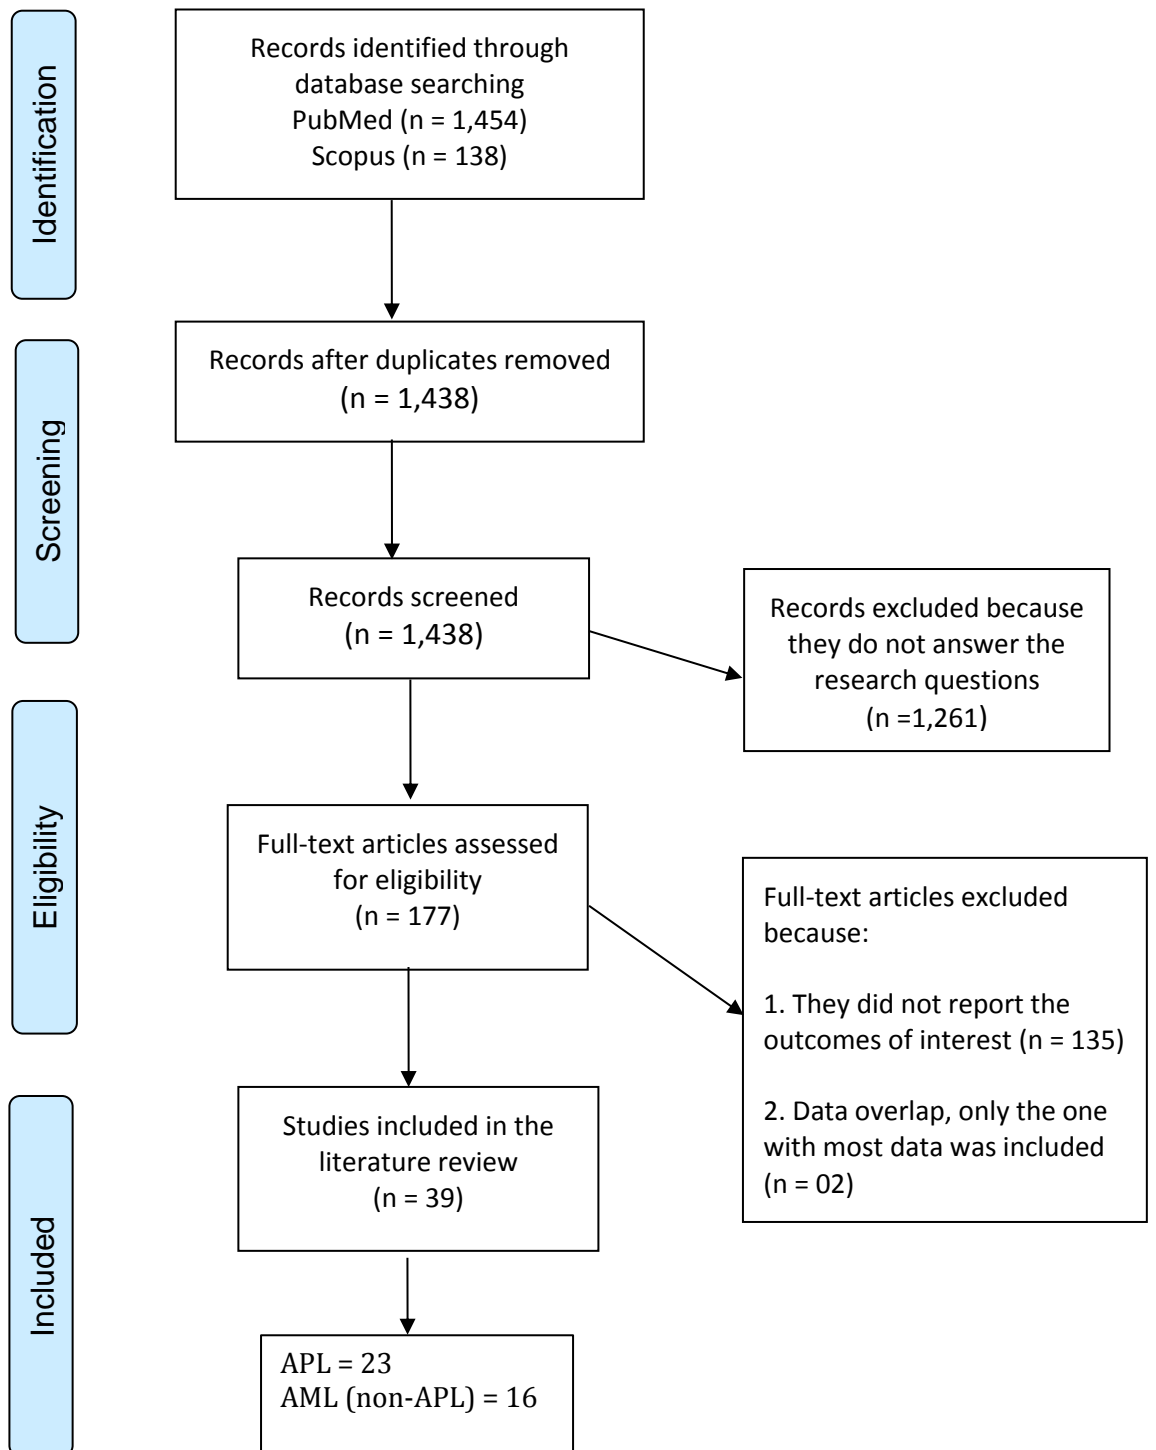 Identification
Records identified through
database searching
PubMed (n = 1,454)
Scopus (n = 138)
Screening
Records after duplicates removed
(n = 1,438)
Records screened
(n = 1,438)
Records excluded because
they do not answer the
research questions
(n =1,261)
Eligibility
Full-text articles assessed
for eligibility
(n = 177)
Full-text articles excluded
because:
1. They did not report the
outcomes of interest (n = 135)
2. Data overlap, only the one
with most data was included
(n = 02)
Included
Studies included in the
literature review
(n = 39)
APL = 23
AML (non-APL) = 16